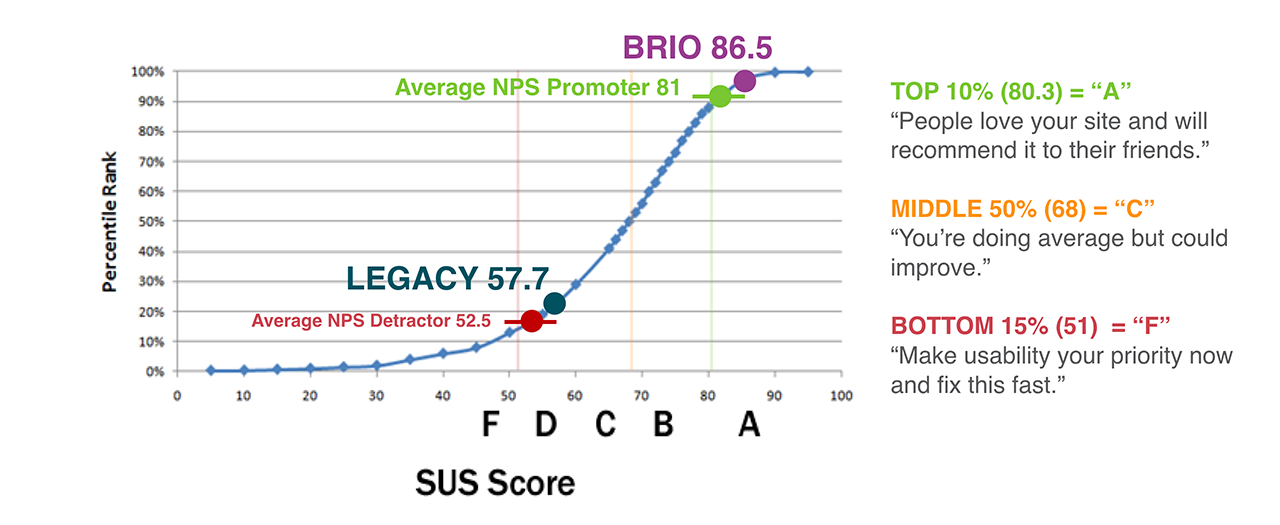 BRIO 86.5
Average NPS Promoter 81
LEGACY 57.7
Average NPS Detractor 52.5
Percentile Rank
100%
90%
80%
70%
60%
50%
40%
30%
20%
10%
0%
0 10 20 30 40 50 60 70 80 90 100
F D C B A
SUS Score
TOP 10% (80.3) = “A”
“People love your site and will
recommend it to their friends.”
MIDDLE 50% (68) = “C”
“You’re doing average but could
improve.”
BOTTOM 15% (51) = “F”
“Make usability your priority now
and fix this fast.”